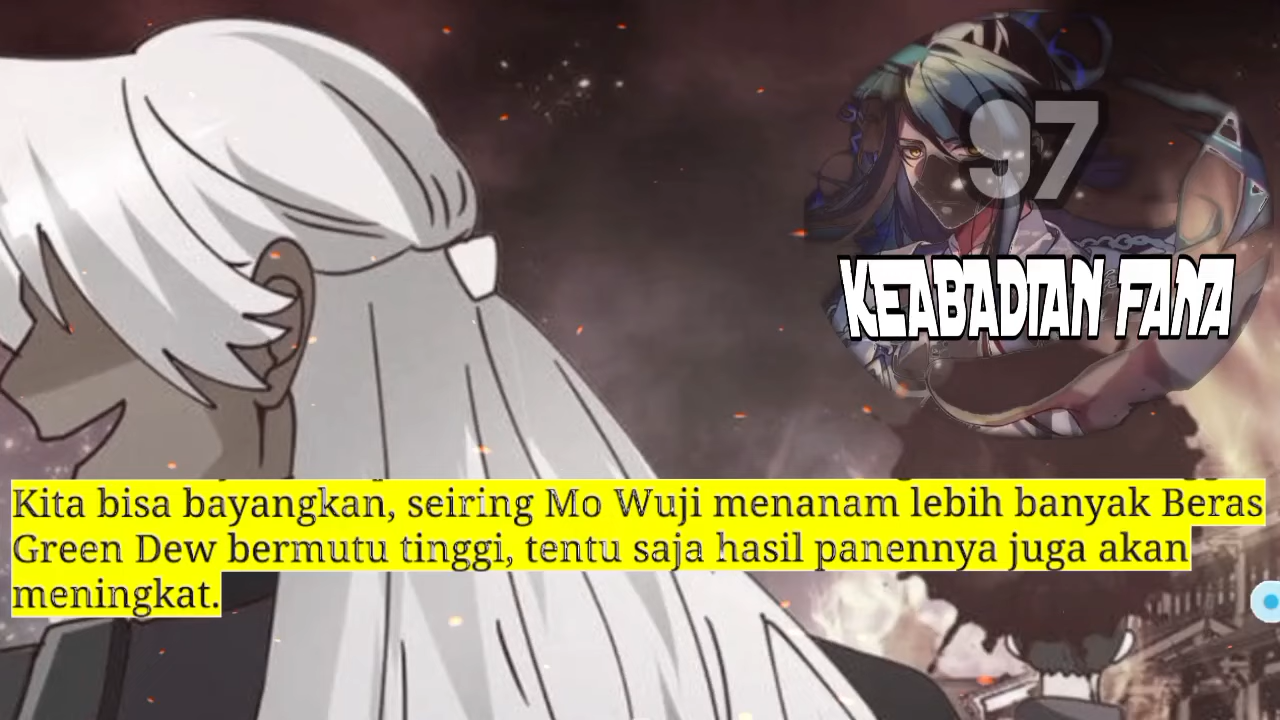 97
KEABADIAN FANA
Kita bisa bayangkan, seiring Mo Wuji menanam lebih banyak Beras
Green Dew bermutu tinggi, tentu saja hasil panennya juga akan
meningkat.